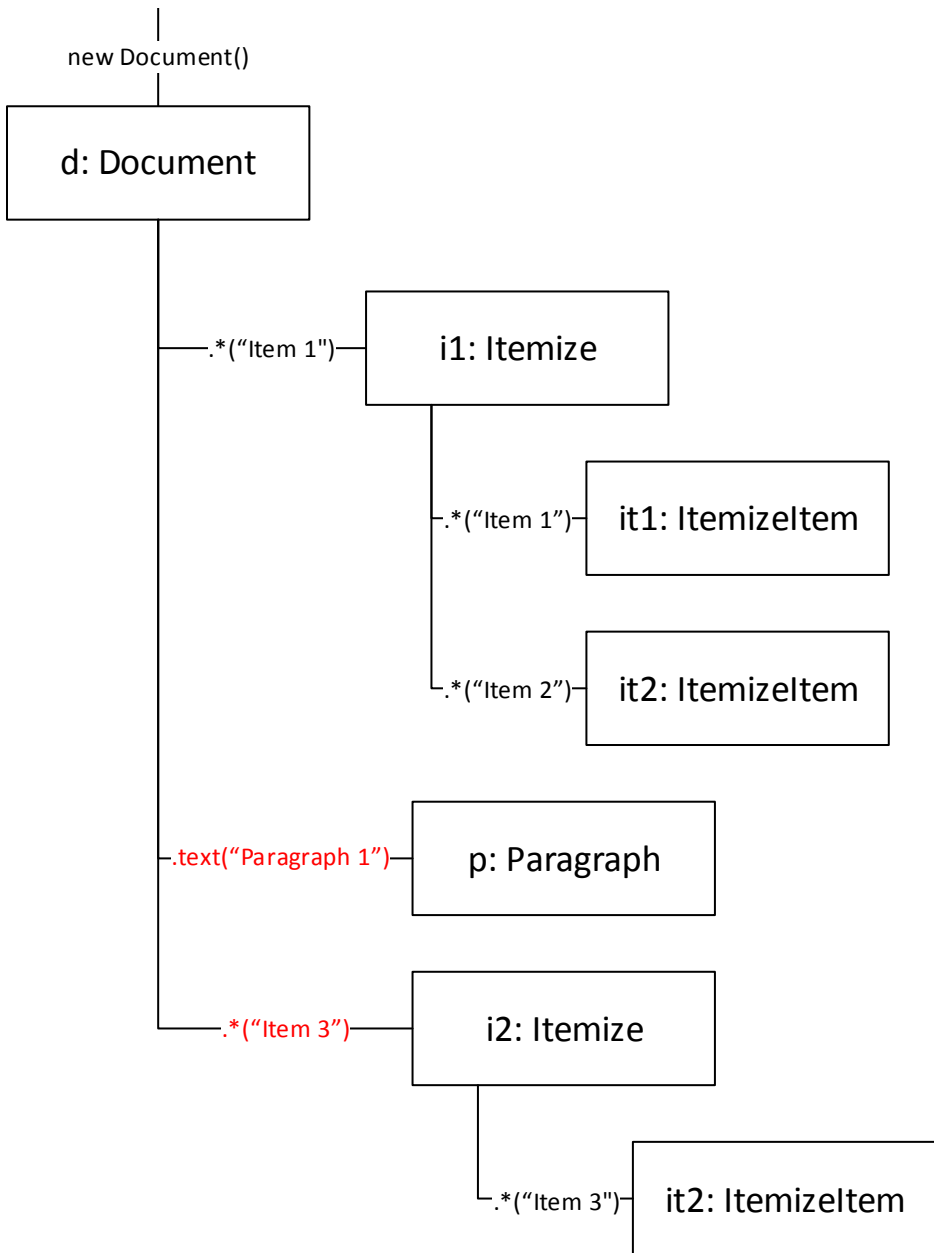 new Document()
d: Document
.*(“Item 1")
i1: Itemize
.*(“Item 1”)
it1: ItemizeItem
.*(“Item 2”)
it2: ItemizeItem
.text(“Paragraph 1”)
p: Paragraph
.*(“Item 3”)
i2: Itemize
.*(“Item 3")
it2: ItemizeItem